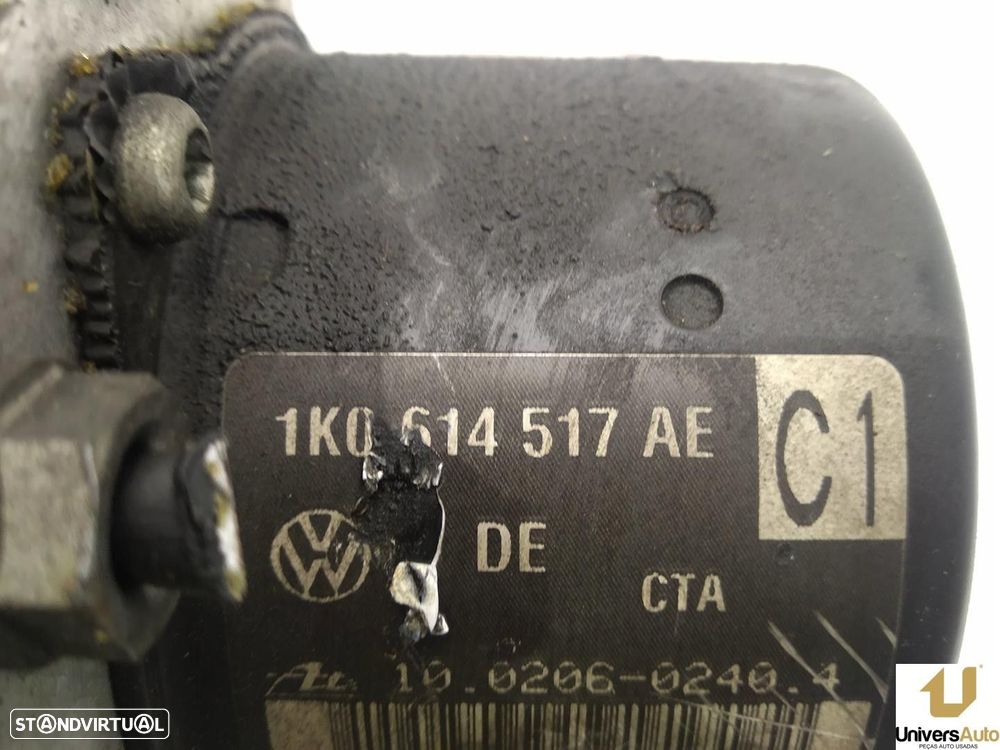 1K0 614 517 AE
C1
DE
CTA
10.0206-0240.4
STANDVIRTUAL
UniversAuto
PEÇAS AUTO USADAS